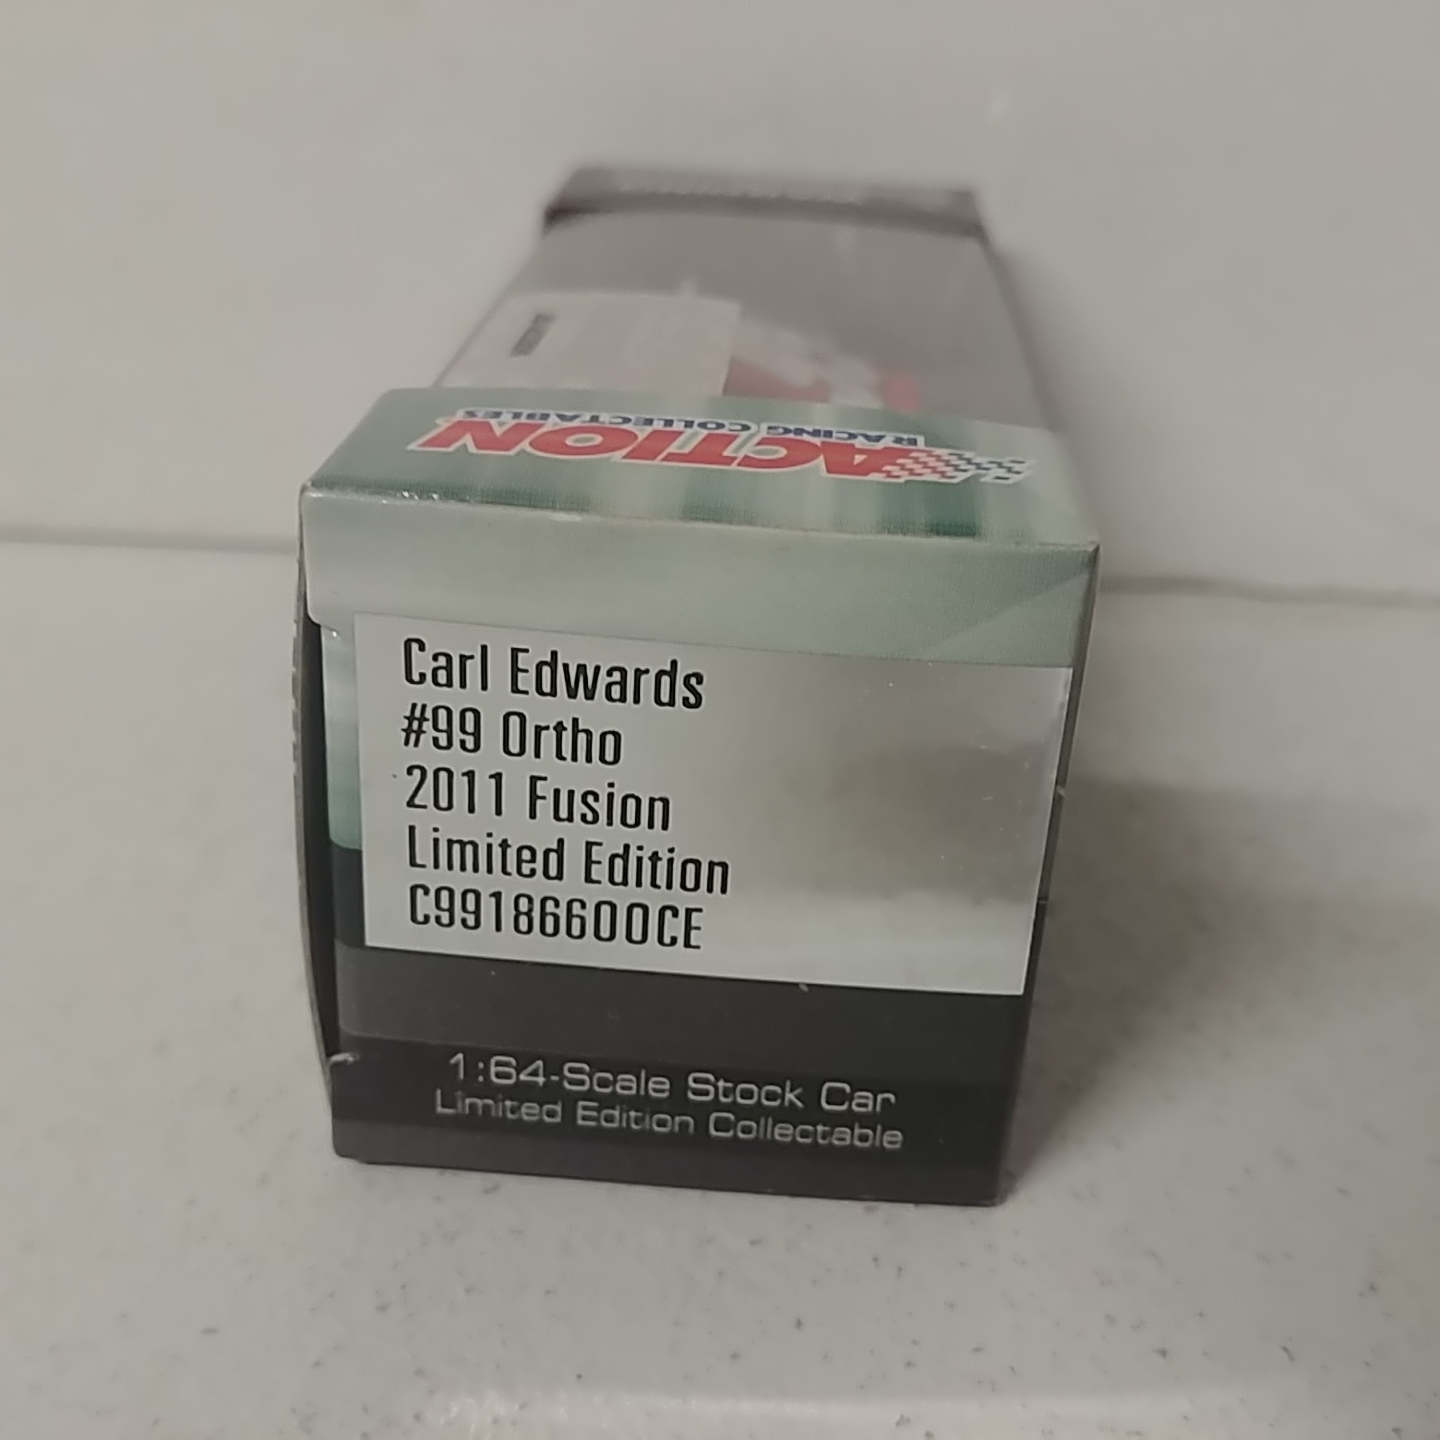 ACTION
RACING COLLECTABLES
Carl Edwards
#99 Ortho
2011 Fusion
Limited Edition
C99186600CE
1:64-Scale Stock Car
Limited Edition Collectable